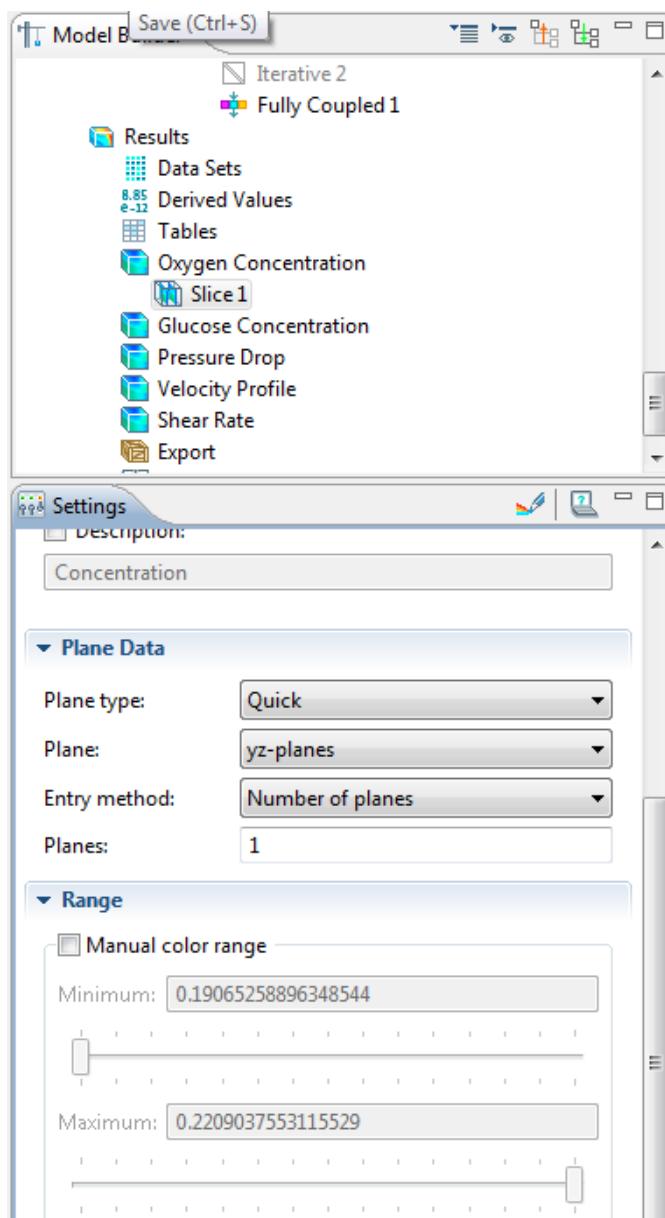 Save (Ctrl+S)
Model B
Iterative 2
Fully Coupled 1
Results
Data Sets
8.85
e-12
Derived Values
Tables
Oxygen Concentration
Slice 1
Glucose Concentration
Pressure Drop
Velocity Profile
Shear Rate
Export
Settings
Description:
Concentration
Plane Data
Plane type: Quick
Plane: yz-planes
Entry method: Number of planes
Planes: 1
Range
Manual color range
Minimum: 0.19065258896348544
Maximum: 0.2209037553115529